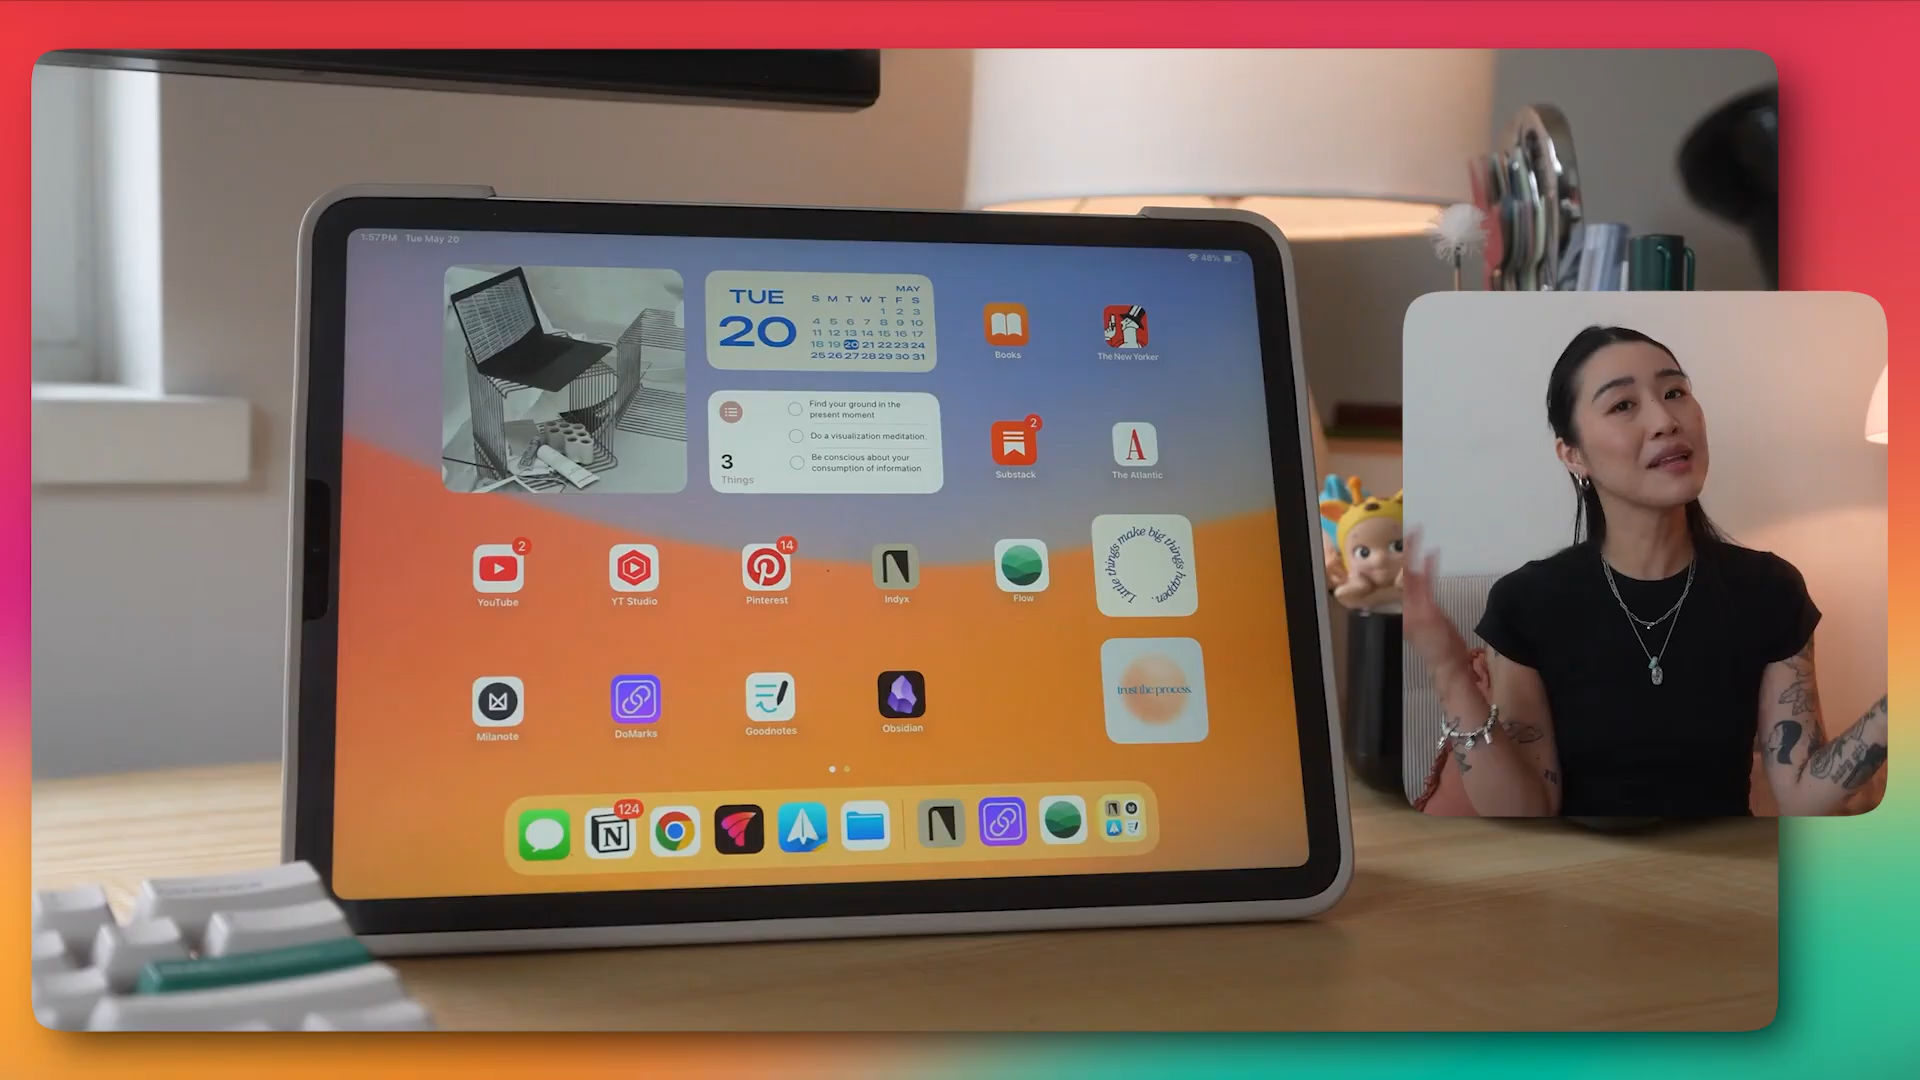 1:57 PM Tue May 20
48%
TUE
20
MAY
S M T W T F S
1 2 3
4 5 6 7 8 9 10
11 12 13 14 15 16 17
18 19 20 21 22 23 24
25 26 27 28 29 30 31
Find your ground in the
present moment
Do a visualization meditation.
Be conscious about your
consumption of information
3
Things
Books
The New Yorker
2
Substack
A
The Atlantic
2
YouTube
YT Studio
14
Pinterest
Indyx
Flow
Little things make big things happen.
Milanote
DoMarks
Goodnotes
Obsidian
trust the process.
124
N